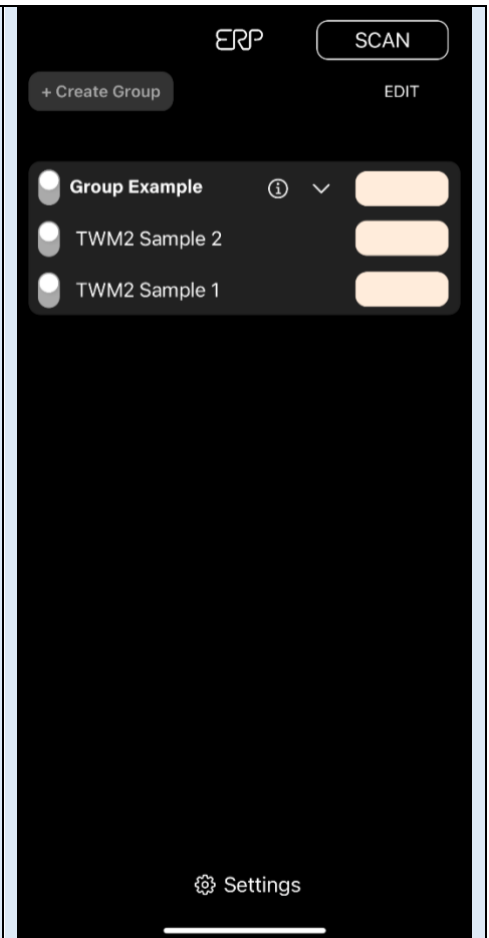 ERP
SCAN
+ Create Group
EDIT
Group Example
TWM2 Sample 2
TWM2 Sample 1
Settings